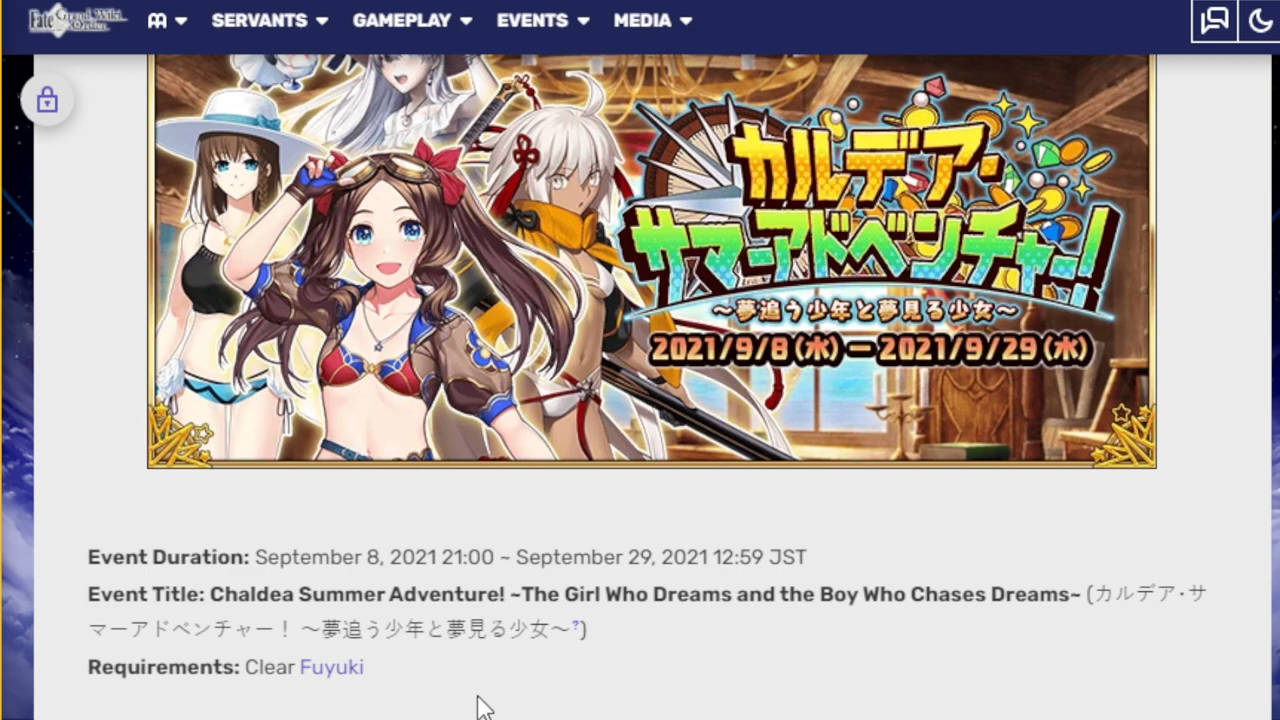 Fate Grand Wiki Order
SERVANTS GAMEPLAY EVENTS MEDIA
カルデア・
サマーアドベンチャー!
〜夢追う少年と夢見る少女〜
2021/9/8(水)ー2021/9/29(水)
Event Duration: September 8, 2021 21:00 ~ September 29, 2021 12:59 JST
Event Title: Chaldea Summer Adventure! ~The Girl Who Dreams and the Boy Who Chases Dreams~ (カルデア・サ
マーアドベンチャー！ 〜夢追う少年と夢見る少女〜?)
Requirements: Clear Fuyuki